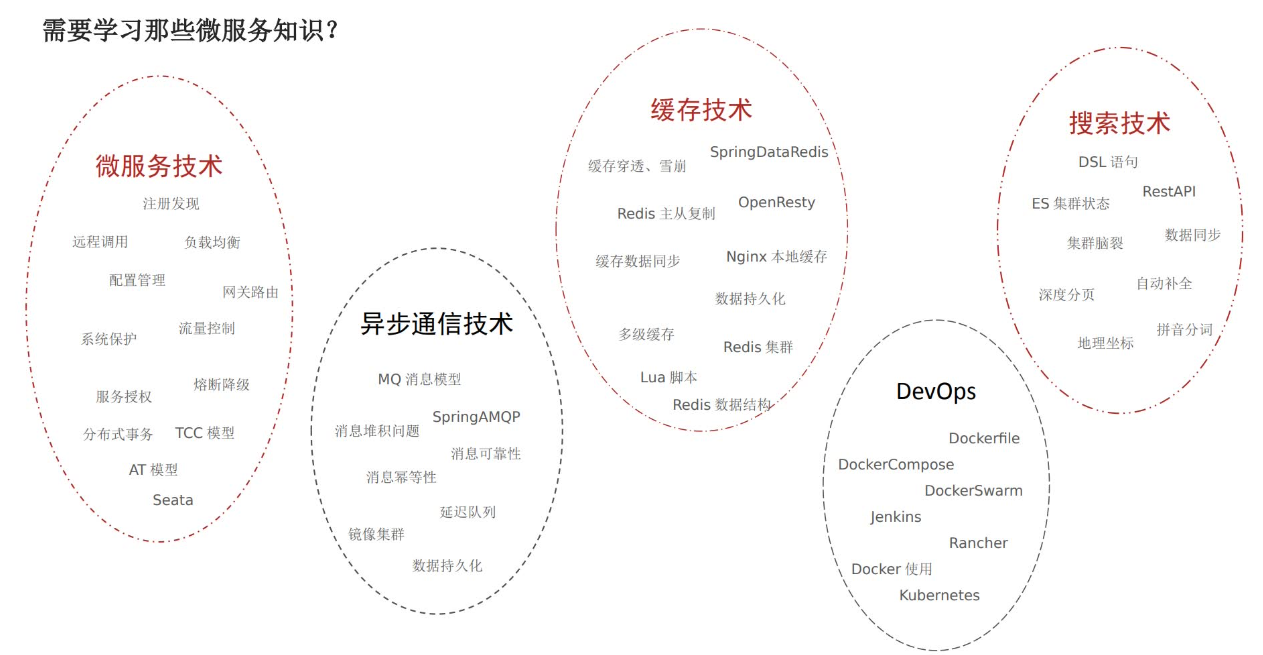 需要学习那些微服务知识？
微服务技术
注册发现
远程调用
负载均衡
配置管理
网关路由
系统保护
流量控制
服务授权
熔断降级
分布式事务
TCC 模型
AT 模型
Seata
异步通信技术
MQ 消息模型
SpringAMQP
消息堆积问题
消息可靠性
消息幂等性
延迟队列
镜像集群
数据持久化
缓存技术
SpringDataRedis
缓存穿透、雪崩
OpenResty
Redis 主从复制
Nginx 本地缓存
缓存数据同步
数据持久化
多级缓存
Redis 集群
Lua 脚本
Redis 数据结构
DevOps
Dockerfile
DockerCompose
DockerSwarm
Jenkins
Rancher
Docker 使用
Kubernetes
搜索技术
DSL 语句
RestAPI
ES 集群状态
数据同步
集群脑裂
自动补全
深度分页
拼音分词
地理坐标